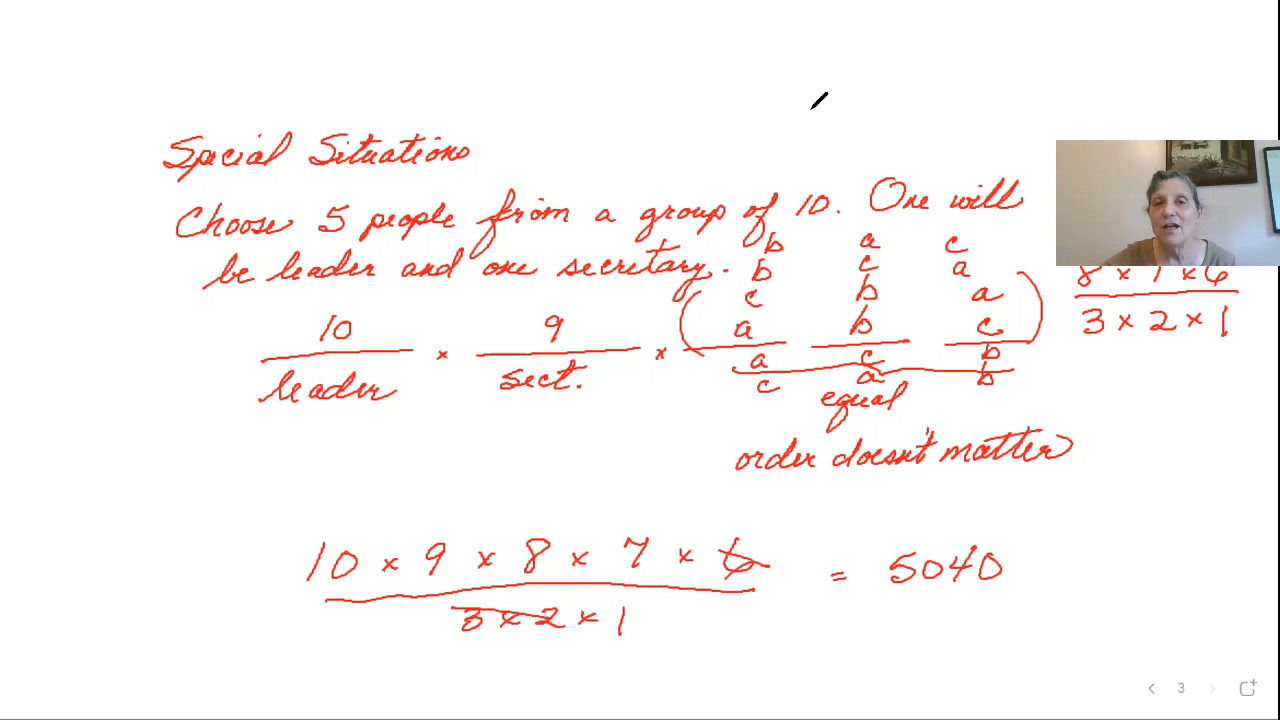 Special Situations
Choose 5 people from a group of 10. One will
be leader and one secretary.
b a c
b c a
c b a
a b c
a c b
c a b
10 × 9 × ( )
leader sect. equal
8 × 7 × 6
3 × 2 × 1
order doesn't matter
10 × 9 × 8 × 7 × 6 = 5040
3 × 2 × 1
3